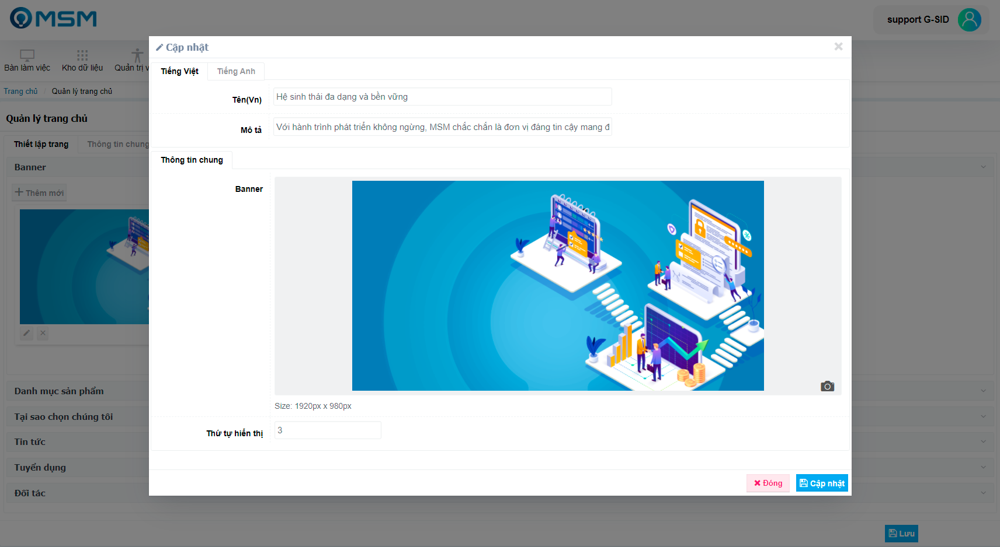 MSM
support G-SID
Bàn làm việc
Kho dữ liệu
Quản trị v
Trang chủ / Quản lý trang chủ
Quản lý trang chủ
Thiết lập trang
Thông tin chung
Banner
Thêm mới
Danh mục sản phẩm
Tại sao chọn chúng tôi
Tin tức
Tuyển dụng
Đối tác
Lưu
Cập nhật
Tiếng Việt
Tiếng Anh
Tên(Vn)
Hệ sinh thái đa dạng và bền vững
Mô tả
Với hành trình phát triển không ngừng, MSM chắc chắn là đơn vị đáng tin cậy mang đ
Thông tin chung
Banner
Size: 1920px x 980px
Thứ tự hiển thị
3
Đóng
Cập nhật